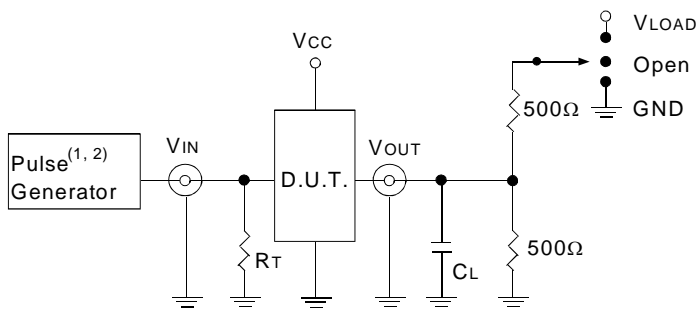 VLOAD
VCC
Open
500Ω
GND
VIN
VOUT
Pulse(1, 2)
Generator
D.U.T.
RT
CL
500Ω